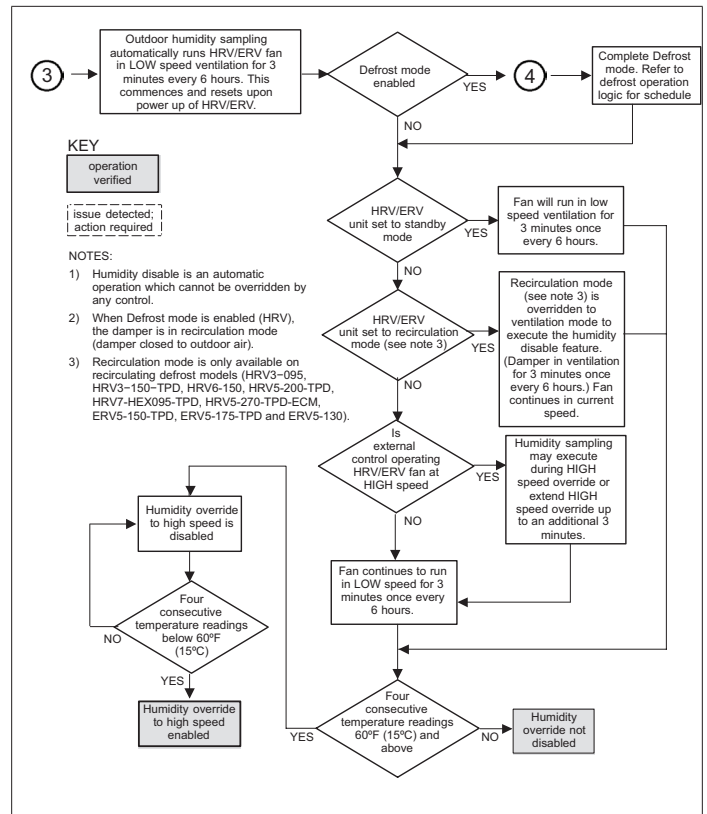 3
Outdoor humidity sampling
automatically runs HRV/ERV fan
in LOW speed ventilation for 3
minutes every 6 hours. This
commences and resets upon
power up of HRV/ERV.
Defrost mode
enabled
YES
4
Complete Defrost
mode. Refer to
defrost operation
logic for schedule
NO
KEY
operation
verified
issue detected;
action required
NOTES:
1) Humidity disable is an automatic
operation which cannot be overridden by
any control.
2) When Defrost mode is enabled (HRV),
the damper is in recirculation mode
(damper closed to outdoor air).
3) Recirculation mode is only available on
recirculating defrost models (HRV3−095,
HRV3-150−TPD, HRV6-150, HRV5-200-TPD,
HRV7-HEX095-TPD, HRV5-270-TPD-ECM,
ERV5-150-TPD, ERV5-175-TPD and ERV5-130).
HRV/ERV
unit set to standby
mode
YES
Fan will run in low
speed ventilation for
3 minutes once
every 6 hours.
NO
HRV/ERV
unit set to recirculation
mode (see note 3)
YES
Recirculation mode
(see note 3) is
overridden to
ventilation mode to
execute the humidity
disable feature.
(Damper in ventilation
for 3 minutes once
every 6 hours.) Fan
continues in current
speed.
NO
Is
external
control operating
HRV/ERV fan at
HIGH speed
YES
Humidity sampling
may execute
during HIGH
speed override or
extend HIGH
speed override up
to an additional 3
minutes.
NO
Fan continues to run
in LOW speed for 3
minutes once every
6 hours.
Humidity override
to high speed is
disabled
Four
consecutive
temperature readings
below 60ºF
(15ºC)
NO
YES
Humidity override
to high speed
enabled
Four
consecutive
temperature readings
60ºF (15ºC) and
above
YES
NO
Humidity
override not
disabled